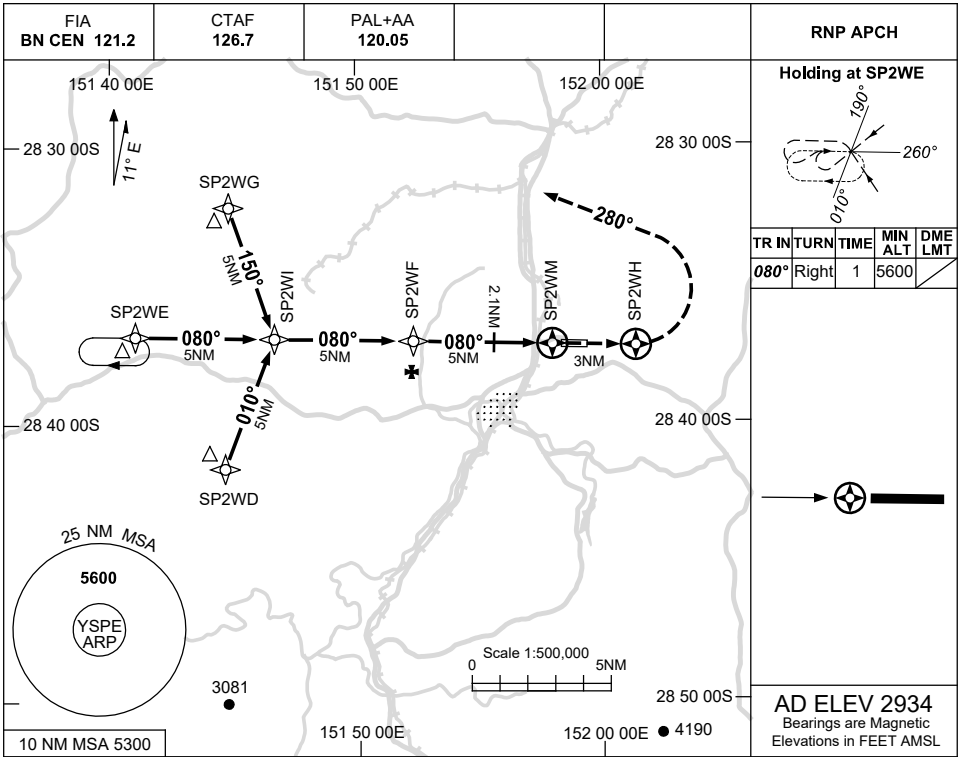 FIA
BN CEN 121.2
CTAF
126.7
PAL+AA
120.05
RNP APCH
151 40 00E
151 50 00E
152 00 00E
28 30 00S
28 30 00S
11° E
SP2WG
150°
5NM
SP2WI
SP2WE
080°
5NM
080°
5NM
SP2WF
080°
5NM
2.1NM
SP2WM
3NM
SP2WH
280°
010°
5NM
SP2WD
28 40 00S
28 40 00S
25 NM MSA
5600
YSPE
ARP
3081
Scale 1:500,000
0
5NM
28 50 00S
151 50 00E
152 00 00E
4190
10 NM MSA 5300
Holding at SP2WE
190°
260°
010°
TR IN TURN TIME MIN ALT DME LMT
080° Right 1 5600
AD ELEV 2934
Bearings are Magnetic
Elevations in FEET AMSL